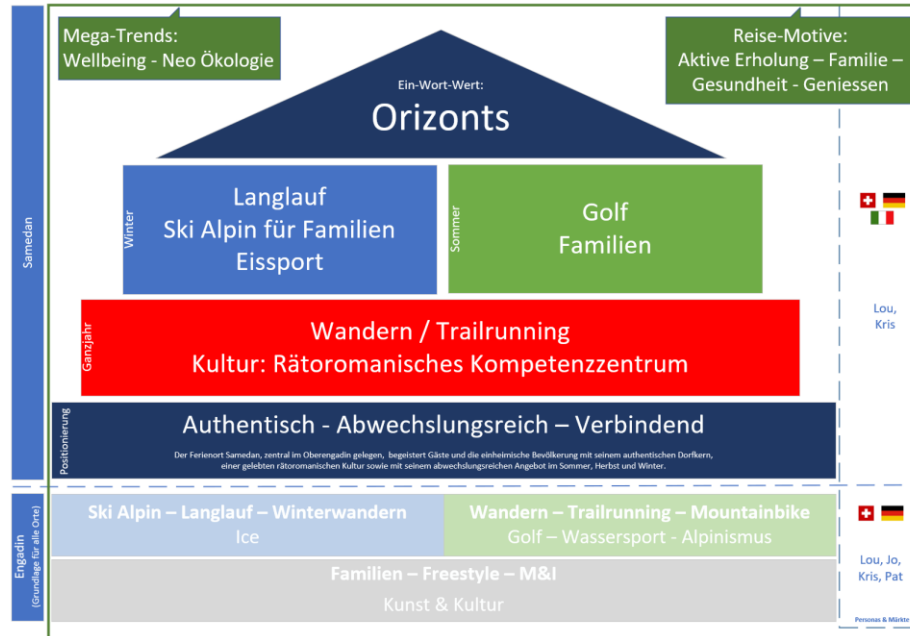 Mega-Trends:
Wellbeing - Neo Ökologie
Reise-Motive:
Aktive Erholung – Familie –
Gesundheit - Geniessen
Ein-Wort-Wert:
Orizonts
Samedan
Winter
Langlauf
Ski Alpin für Familien
Eissport
Sommer
Golf
Familien
Ganzjahr
Wandern / Trailrunning
Kultur: Rätoromanisches Kompetenzzentrum
Lou,
Kris
Positionierung
Authentisch - Abwechslungsreich – Verbindend
Der Ferienort Samedan, zentral im Oberengadin gelegen, begeistert Gäste und die einheimische Bevölkerung mit seinem authentischen Dorfkern,
einer gelebten rätoromanischen Kultur sowie mit seinem abwechslungsreichen Angebot im Sommer, Herbst und Winter.
Engadin
(Grundlage für alle Orte)
Ski Alpin – Langlauf – Winterwandern
Ice
Wandern – Trailrunning – Mountainbike
Golf – Wassersport - Alpinismus
Familien – Freestyle – M&I
Kunst & Kultur
Lou, Jo,
Kris, Pat
Personas & Märkte